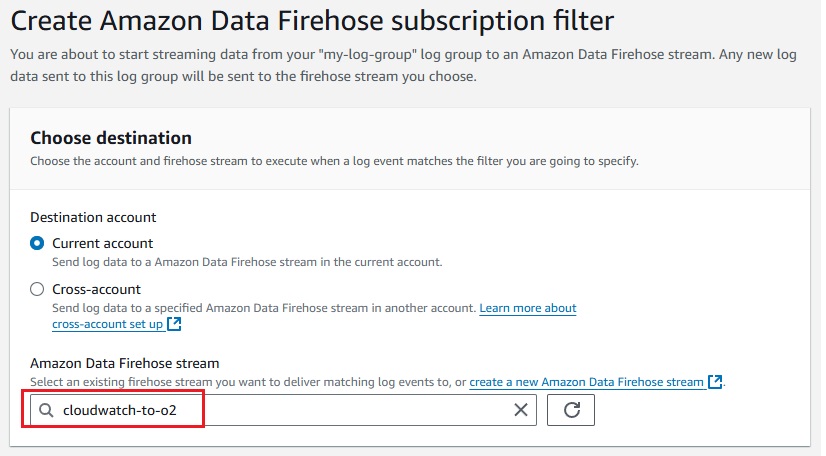 Create Amazon Data Firehose subscription filter
You are about to start streaming data from your "my-log-group" log group to an Amazon Data Firehose stream. Any new log
data sent to this log group will be sent to the firehose stream you choose.
Choose destination
Choose the account and firehose stream to execute when a log event matches the filter you are going to specify.
Destination account
Current account
Send log data to a Amazon Data Firehose stream in the current account.
Cross-account
Send log data to a specified Amazon Data Firehose stream in another account. Learn more about
cross-account set up
Amazon Data Firehose stream
Select an existing firehose stream you want to deliver matching log events to, or create a new Amazon Data Firehose stream.
cloudwatch-to-o2